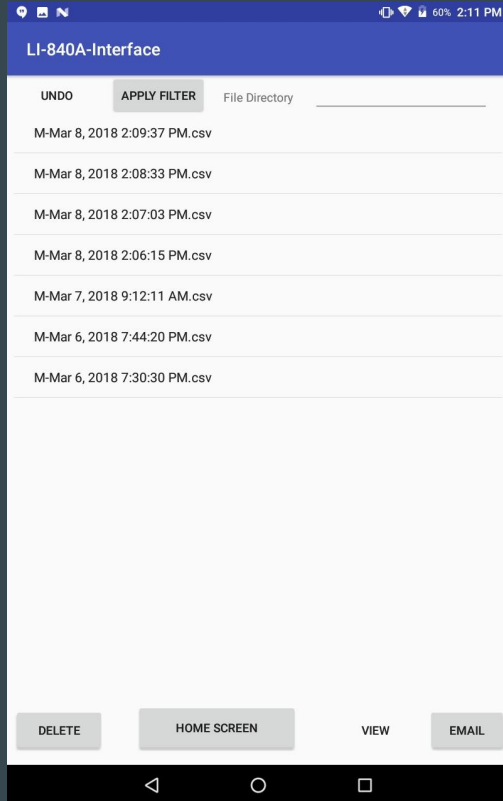 60% 2:11 PM
LI-840A-Interface
UNDO APPLY FILTER File Directory
M-Mar 8, 2018 2:09:37 PM.csv
M-Mar 8, 2018 2:08:33 PM.csv
M-Mar 8, 2018 2:07:03 PM.csv
M-Mar 8, 2018 2:06:15 PM.csv
M-Mar 7, 2018 9:12:11 AM.csv
M-Mar 6, 2018 7:44:20 PM.csv
M-Mar 6, 2018 7:30:30 PM.csv
DELETE HOME SCREEN VIEW EMAIL